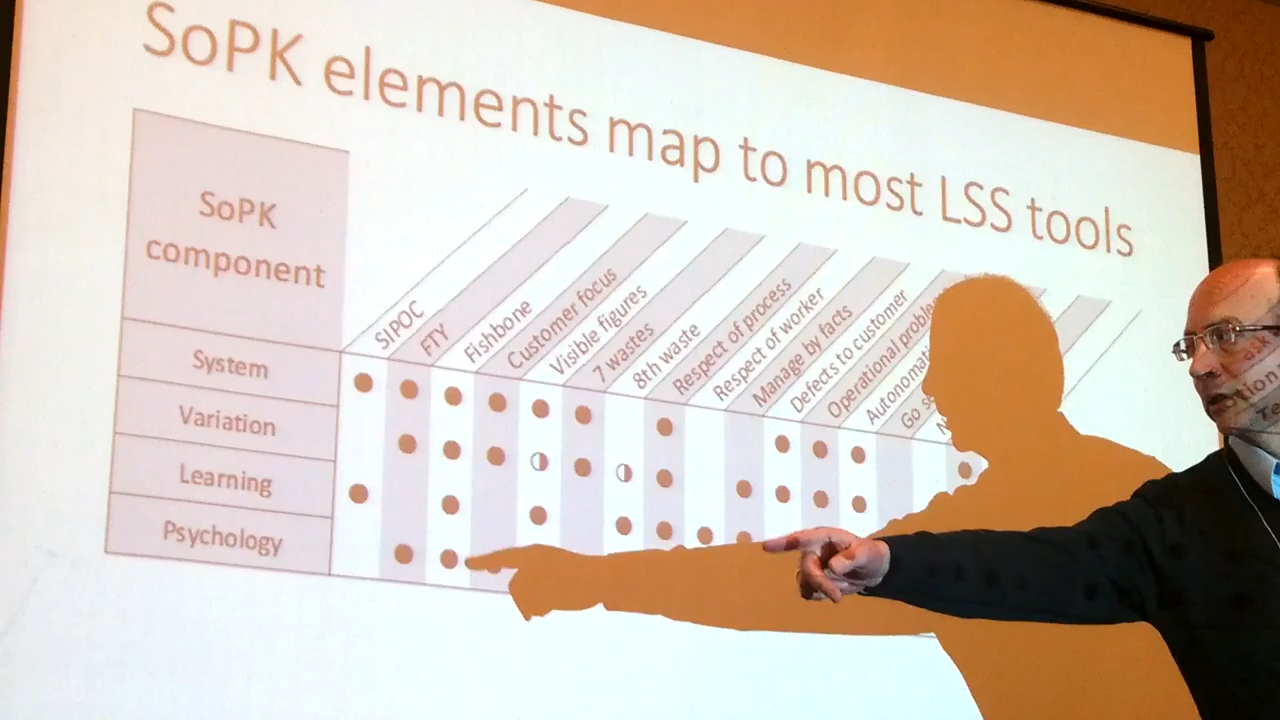 SoPK elements map to most LSS tools
SoPK
component
SIPOC
FTY
Fishbone
Customer focus
Visible figures
7 wastes
8th waste
Respect of process
Respect of worker
Manage by facts
Defects to customer
Operational
Go
System
Variation
Learning
Psychology